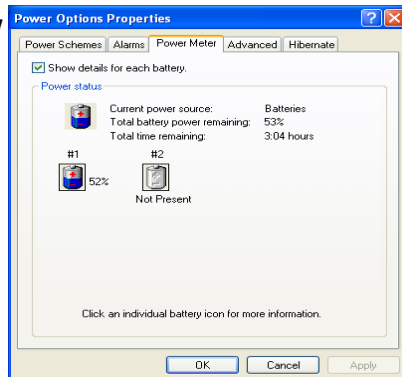 Power Options Properties
Power Schemes Alarms Power Meter Advanced Hibernate
Show details for each battery.
Power status
Current power source: Batteries
Total battery power remaining: 53%
Total time remaining: 3:04 hours
#1 #2
52%
Not Present
Click an individual battery icon for more information.
OK Cancel Apply